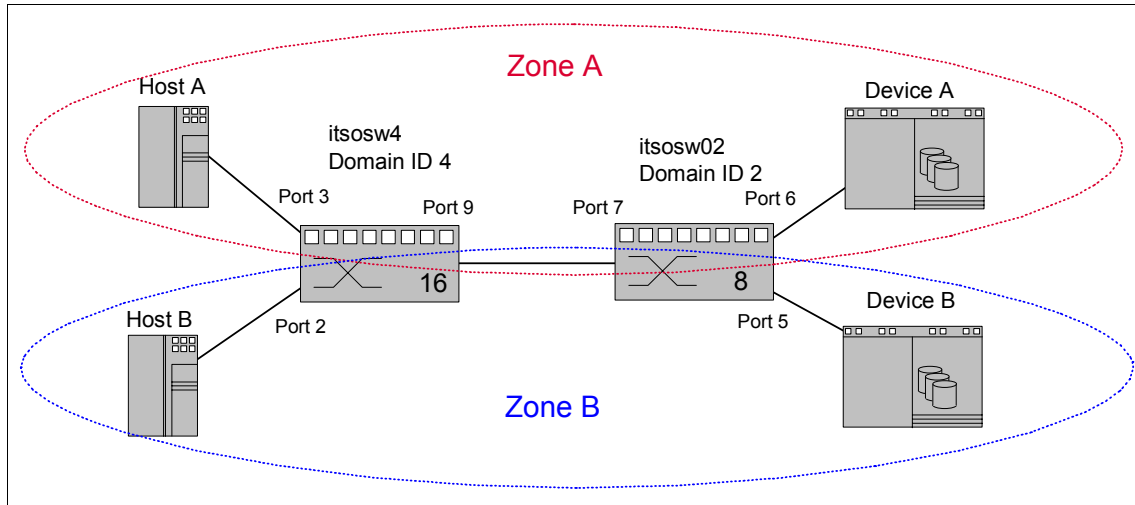 Zone A
Host A
Device A
itsosw4
Domain ID 4
itsosw02
Domain ID 2
Port 3
Port 9
Port 7
Port 6
16
8
Host B
Port 2
Port 5
Device B
Zone B